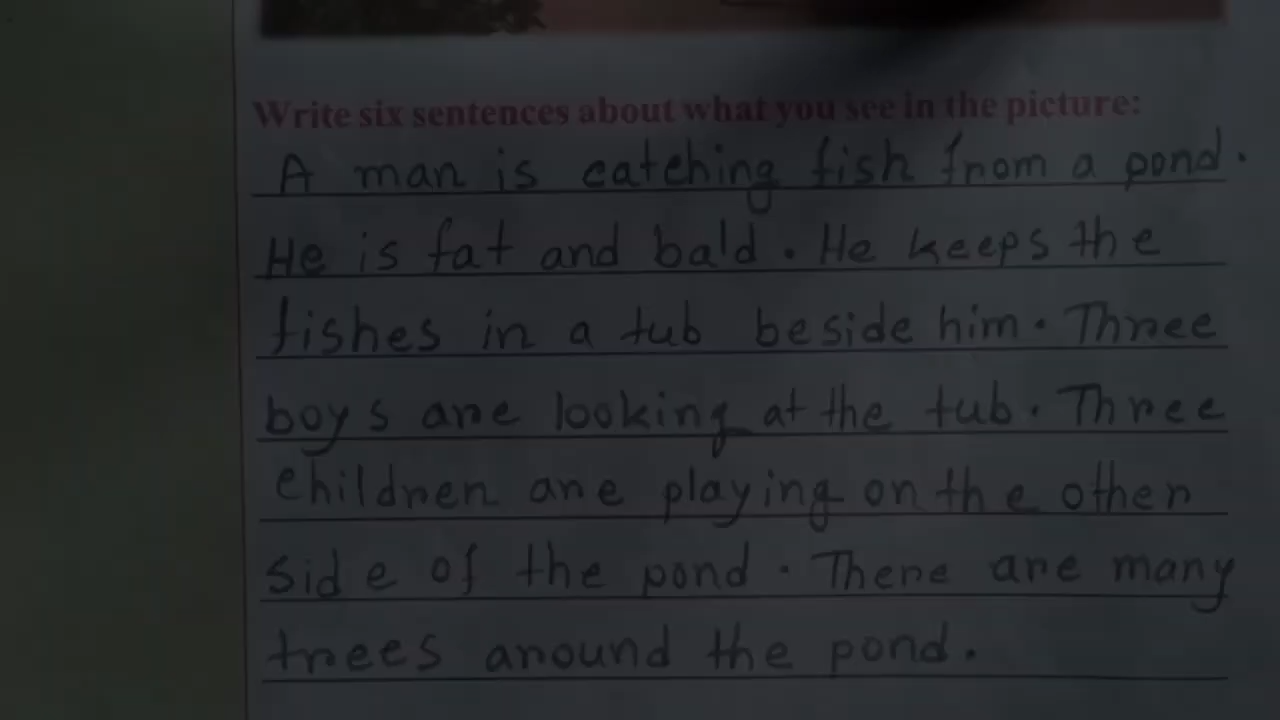 Write six sentences about what you see in the picture:
A man is catching fish from a pond.
He is fat and bald. He keeps the
fishes in a tub beside him. Three
boys are looking at the tub. Three
children are playing on the other
side of the pond. There are many
trees around the pond.